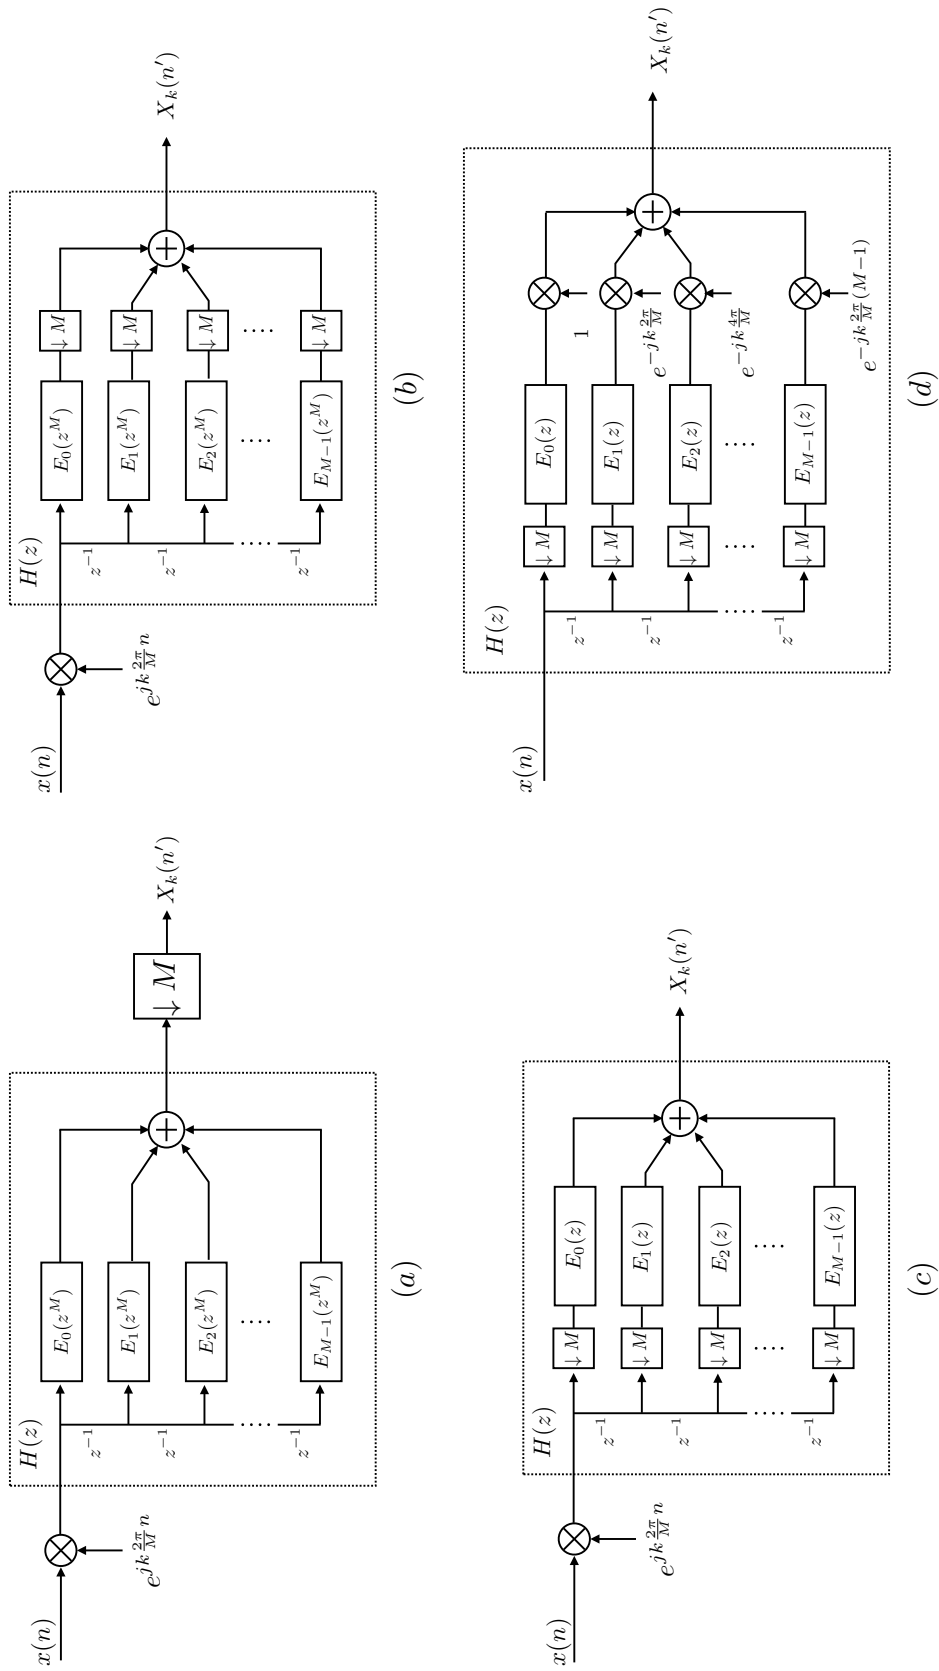 x(n)
e^{jk\frac{2\pi}{M}n}
H(z)
z^{-1}
z^{-1}
....
z^{-1}
E_0(z^M)
E_1(z^M)
E_2(z^M)
....
E_{M-1}(z^M)
+
↓M
X_k(n')
(a)
x(n)
e^{jk\frac{2\pi}{M}n}
H(z)
z^{-1}
z^{-1}
....
z^{-1}
E_0(z^M)
E_1(z^M)
E_2(z^M)
....
E_{M-1}(z^M)
↓M
↓M
↓M
....
↓M
+
X_k(n')
(b)
x(n)
e^{jk\frac{2\pi}{M}n}
H(z)
z^{-1}
z^{-1}
....
z^{-1}
↓M
↓M
↓M
....
↓M
E_0(z)
E_1(z)
E_2(z)
....
E_{M-1}(z)
+
X_k(n')
(c)
x(n)
H(z)
z^{-1}
z^{-1}
....
z^{-1}
↓M
↓M
↓M
....
↓M
E_0(z)
E_1(z)
E_2(z)
....
E_{M-1}(z)
1
e^{-jk\frac{2\pi}{M}}
e^{-jk\frac{4\pi}{M}}
e^{-jk\frac{2\pi}{M}(M-1)}
+
X_k(n')
(d)